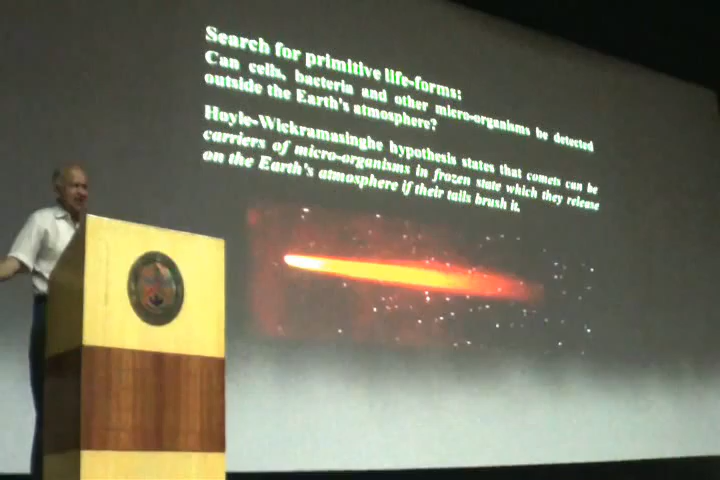 Search for primitive life-forms:
Can cells, bacteria and other micro-organisms be detected
outside the Earth's atmosphere?
Hoyle-Wickramasinghe hypothesis states that comets can be
carriers of micro-organisms in frozen state which they release
on the Earth's atmosphere if their tails brush it.